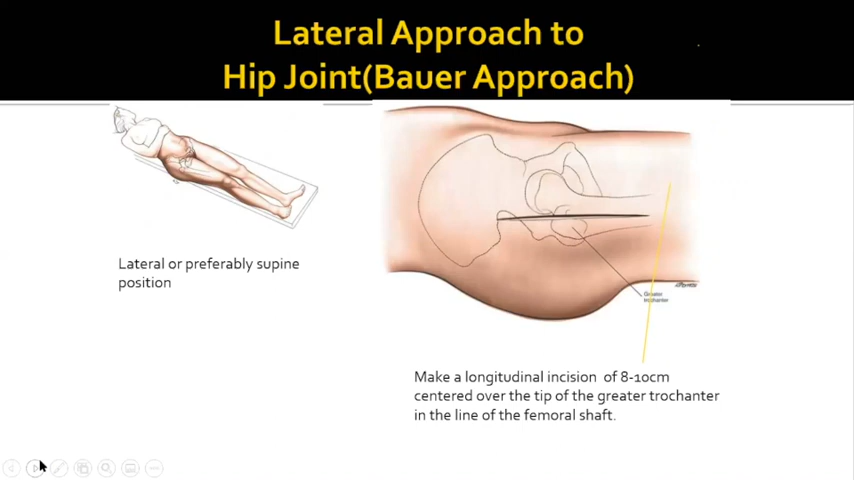 Lateral Approach to
Hip Joint(Bauer Approach)
Lateral or preferably supine
position
Greater
trochanter
Make a longitudinal incision of 8-10cm
centered over the tip of the greater trochanter
in the line of the femoral shaft.